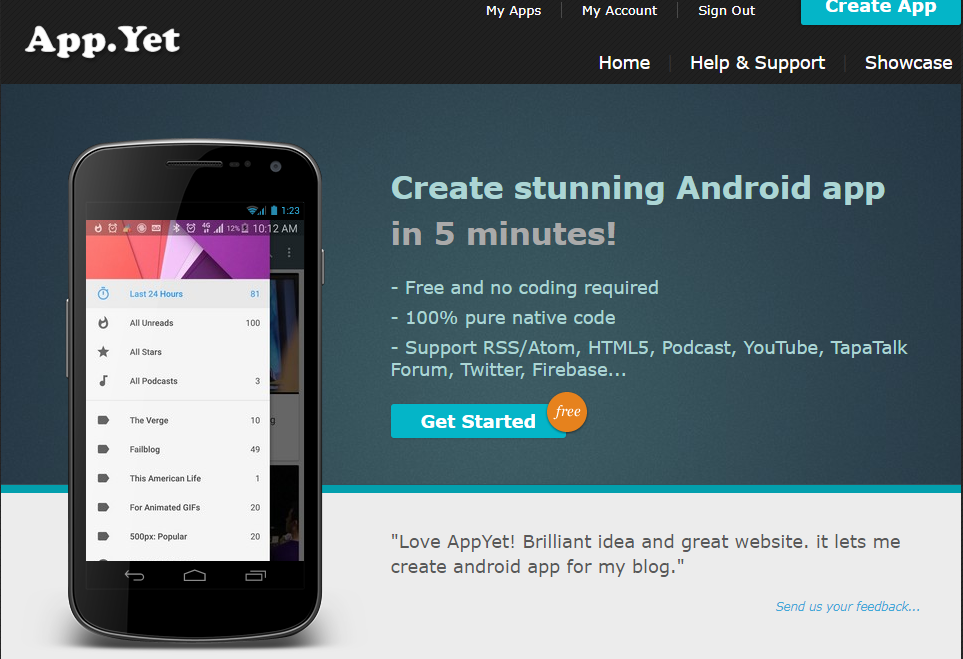 My Apps
My Account
Sign Out
Create App
App.Yet
Home
Help & Support
Showcase
Create stunning Android app
in 5 minutes!
- Free and no coding required
- 100% pure native code
- Support RSS/Atom, HTML5, Podcast, YouTube, TapaTalk
Forum, Twitter, Firebase...
Get Started
free
1:23
4G
12%
10:12 AM
Last 24 Hours 81
All Unreads 100
All Stars
All Podcasts 3
The Verge 10
Failblog 49
This American Life 1
For Animated GIFs 20
500px: Popular 20
"Love AppYet! Brilliant idea and great website. it lets me
create android app for my blog."
Send us your feedback...